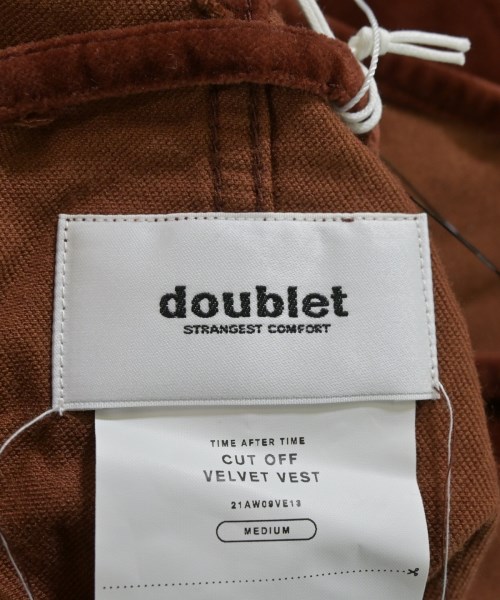 doublet
STRANGEST COMFORT
TIME AFTER TIME
CUT OFF
VELVET VEST
21AW09VE13
MEDIUM